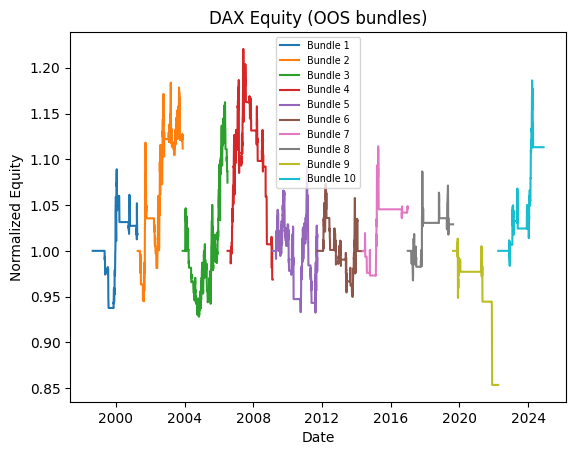 DAX Equity (OOS bundles)
Normalized Equity
1.20
1.15
1.10
1.05
1.00
0.95
0.90
0.85
Bundle 1
Bundle 2
Bundle 3
Bundle 4
Bundle 5
Bundle 6
Bundle 7
Bundle 8
Bundle 9
Bundle 10
2000
2004
2008
2012
2016
2020
2024
Date